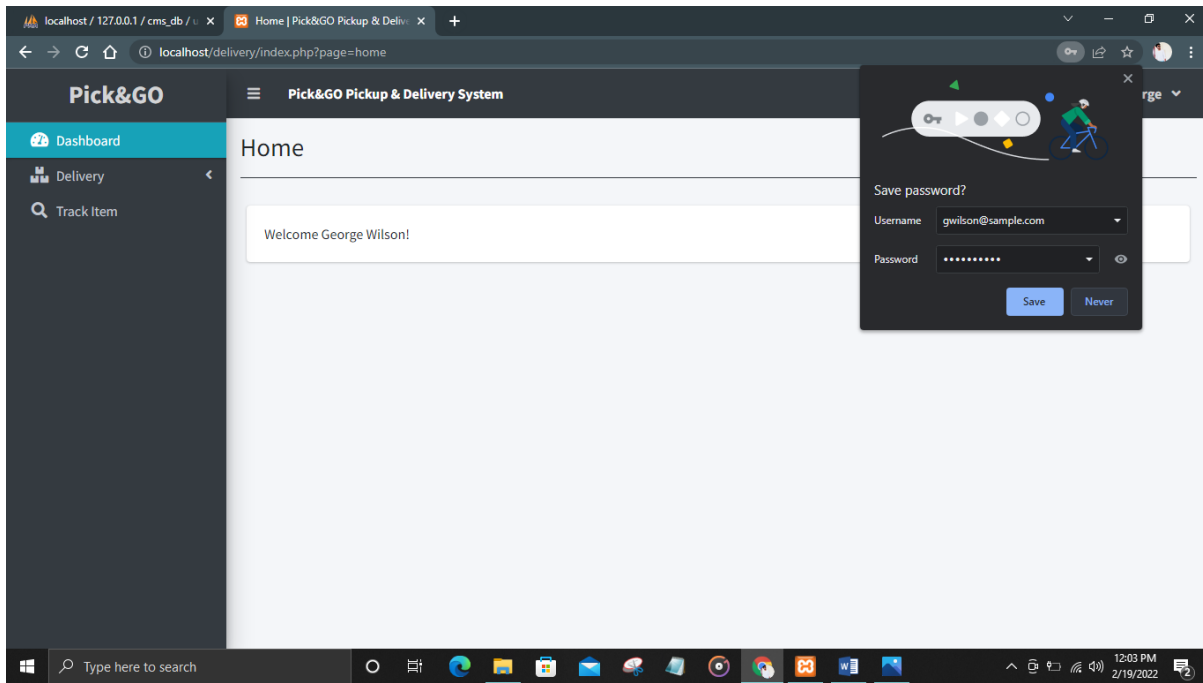 localhost / 127.0.0.1 / cms_db / u
Home | Pick&GO Pickup & Delive
localhost/delivery/index.php?page=home
Pick&GO
Pick&GO Pickup & Delivery System
rge
Dashboard
Delivery
Track Item
Home
Welcome George Wilson!
Save password?
Username gwilson@sample.com
Password ••••••••••
Save Never
Type here to search
12:03 PM
2/19/2022
2